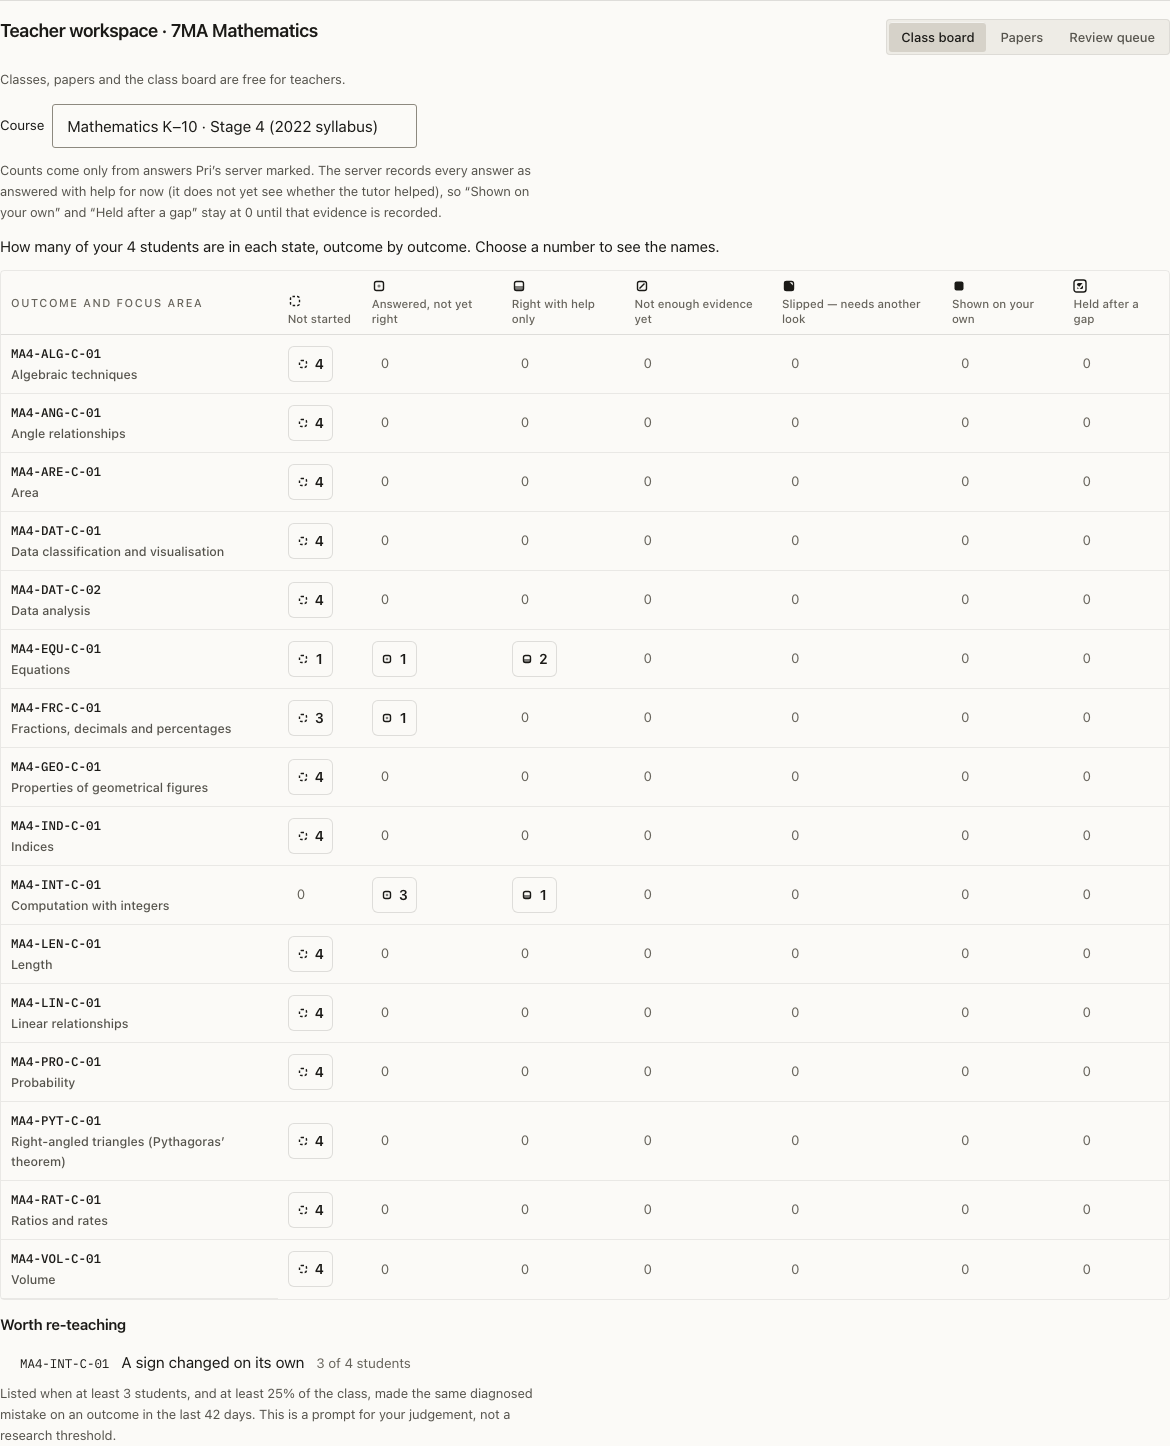 Teacher workspace · 7MA Mathematics
Class board
Papers
Review queue
Classes, papers and the class board are free for teachers.
Course
Mathematics K–10 · Stage 4 (2022 syllabus)
Counts come only from answers Pri’s server marked. The server records every answer as
answered with help for now (it does not yet see whether the tutor helped), so “Shown on
your own” and “Held after a gap” stay at 0 until that evidence is recorded.
How many of your 4 students are in each state, outcome by outcome. Choose a number to see the names.
OUTCOME AND FOCUS AREA
Not started
Answered, not yet
right
Right with help
only
Not enough evidence
yet
Slipped — needs another
look
Shown on your
own
Held after a
gap
MA4-ALG-C-01
Algebraic techniques
4 0 0 0 0 0 0
MA4-ANG-C-01
Angle relationships
4 0 0 0 0 0 0
MA4-ARE-C-01
Area
4 0 0 0 0 0 0
MA4-DAT-C-01
Data classification and visualisation
4 0 0 0 0 0 0
MA4-DAT-C-02
Data analysis
4 0 0 0 0 0 0
MA4-EQU-C-01
Equations
1 1 2 0 0 0 0
MA4-FRC-C-01
Fractions, decimals and percentages
3 1 0 0 0 0 0
MA4-GEO-C-01
Properties of geometrical figures
4 0 0 0 0 0 0
MA4-IND-C-01
Indices
4 0 0 0 0 0 0
MA4-INT-C-01
Computation with integers
0 3 1 0 0 0 0
MA4-LEN-C-01
Length
4 0 0 0 0 0 0
MA4-LIN-C-01
Linear relationships
4 0 0 0 0 0 0
MA4-PRO-C-01
Probability
4 0 0 0 0 0 0
MA4-PYT-C-01
Right-angled triangles (Pythagoras’
theorem)
4 0 0 0 0 0 0
MA4-RAT-C-01
Ratios and rates
4 0 0 0 0 0 0
MA4-VOL-C-01
Volume
4 0 0 0 0 0 0
Worth re-teaching
MA4-INT-C-01 A sign changed on its own 3 of 4 students
Listed when at least 3 students, and at least 25% of the class, made the same diagnosed
mistake on an outcome in the last 42 days. This is a prompt for your judgement, not a
research threshold.